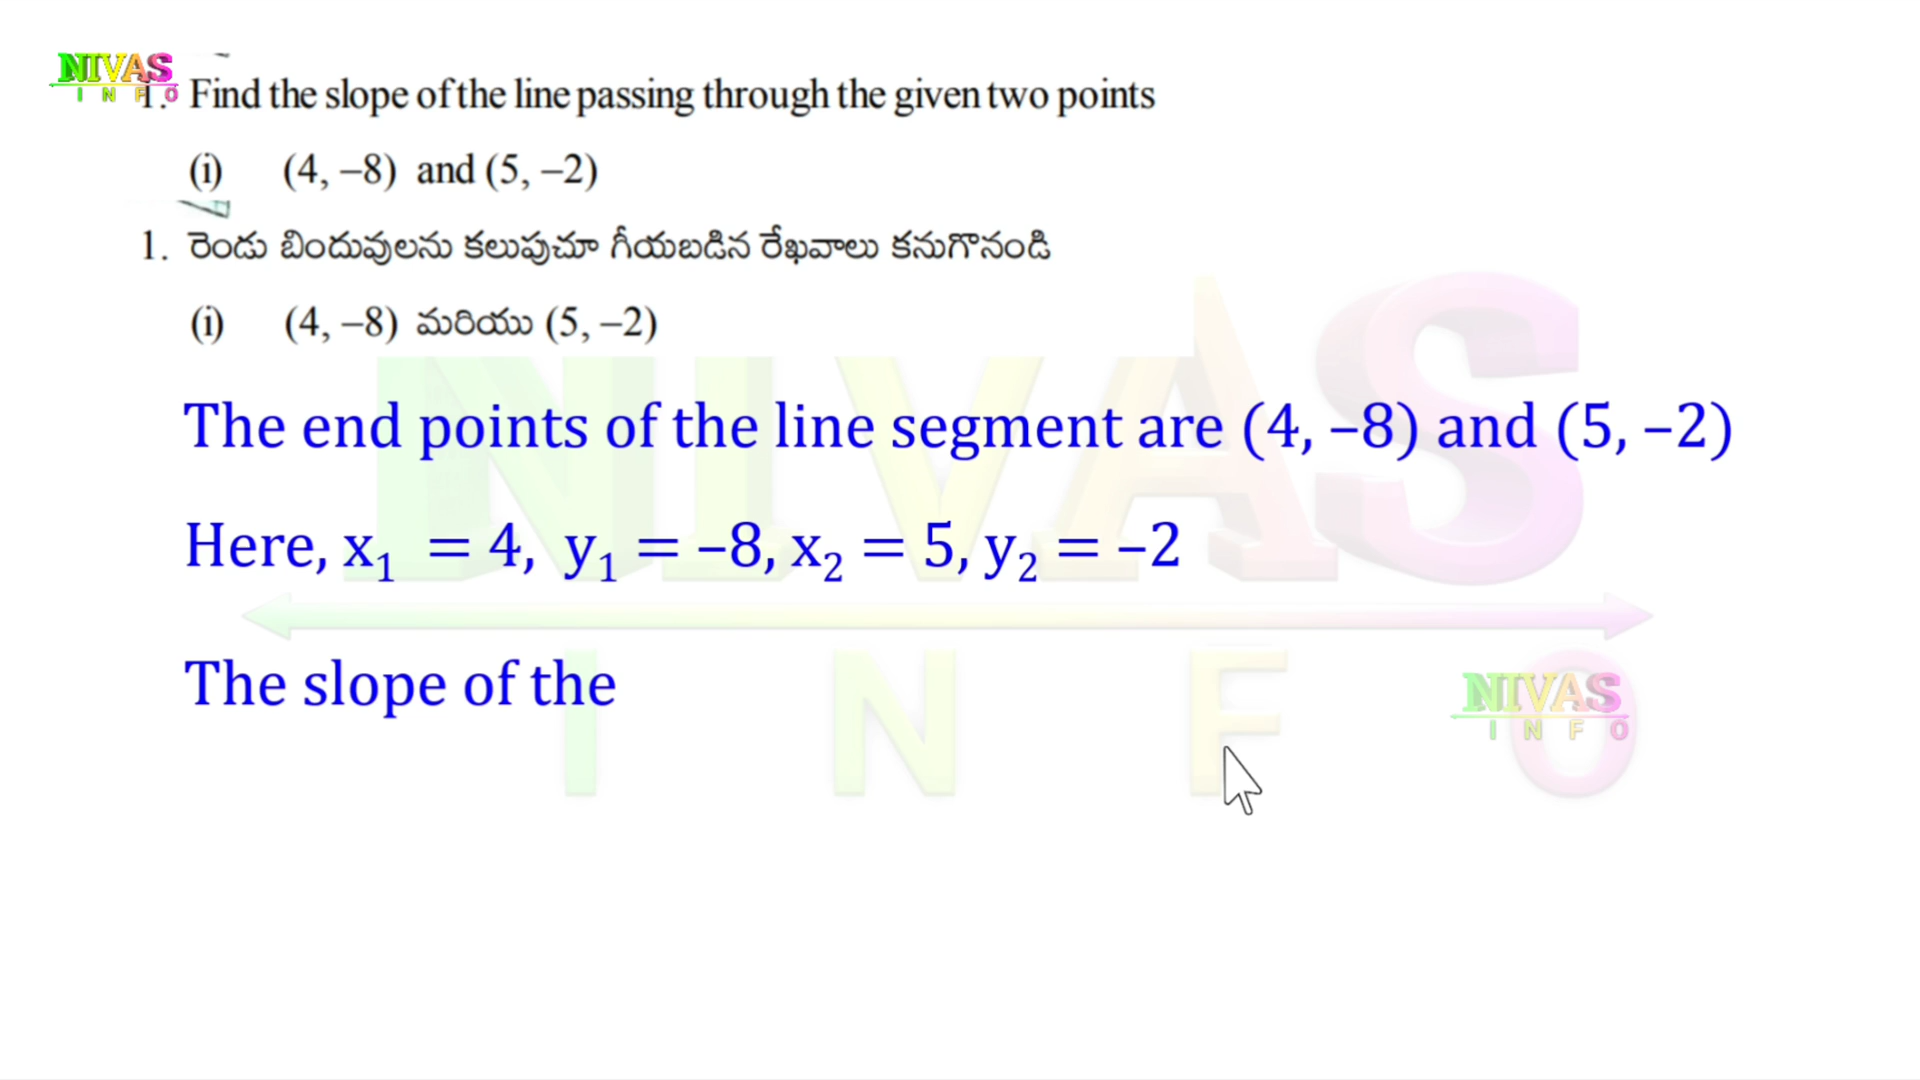 NIVAS
INFO
1. Find the slope of the line passing through the given two points
(i) (4, –8) and (5, –2)
1. రెండు బిందువులను కలుపుచూ గీయబడిన రేఖవాలు కనుగొనండి
(i) (4, –8) మరియు (5, –2)
The end points of the line segment are (4, –8) and (5, –2)
Here, x₁ = 4, y₁ = –8, x₂ = 5, y₂ = –2
The slope of the
NIVAS
INFO
NIVAS
INFO